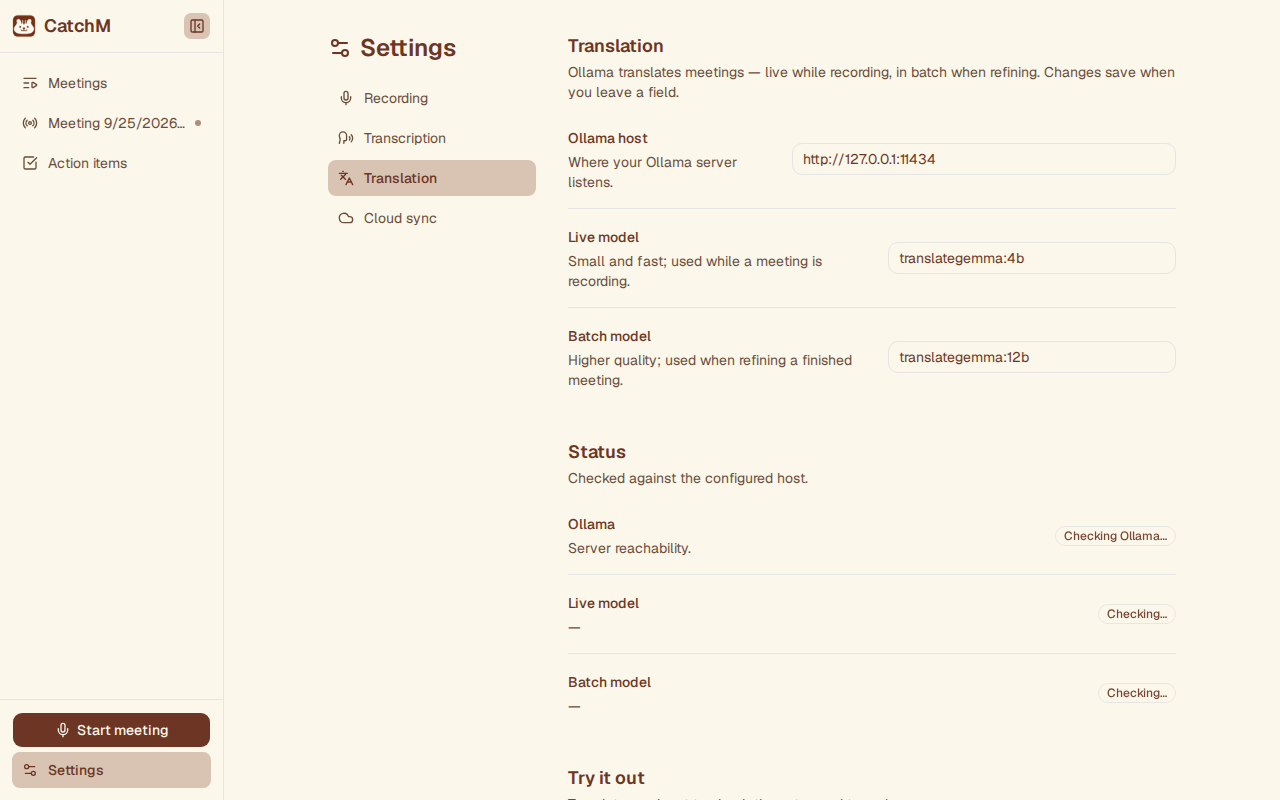 CatchM
Meetings
Meeting 9/25/2026...
Action items
Start meeting
Settings
Settings
Recording
Transcription
Translation
Cloud sync
Translation
Ollama translates meetings — live while recording, in batch when refining. Changes save when
you leave a field.
Ollama host
Where your Ollama server
listens.
http://127.0.0.1:11434
Live model
Small and fast; used while a meeting is
recording.
translategemma:4b
Batch model
Higher quality; used when refining a finished
meeting.
translategemma:12b
Status
Checked against the configured host.
Ollama
Server reachability.
Checking Ollama...
Live model
—
Checking...
Batch model
—
Checking...
Try it out